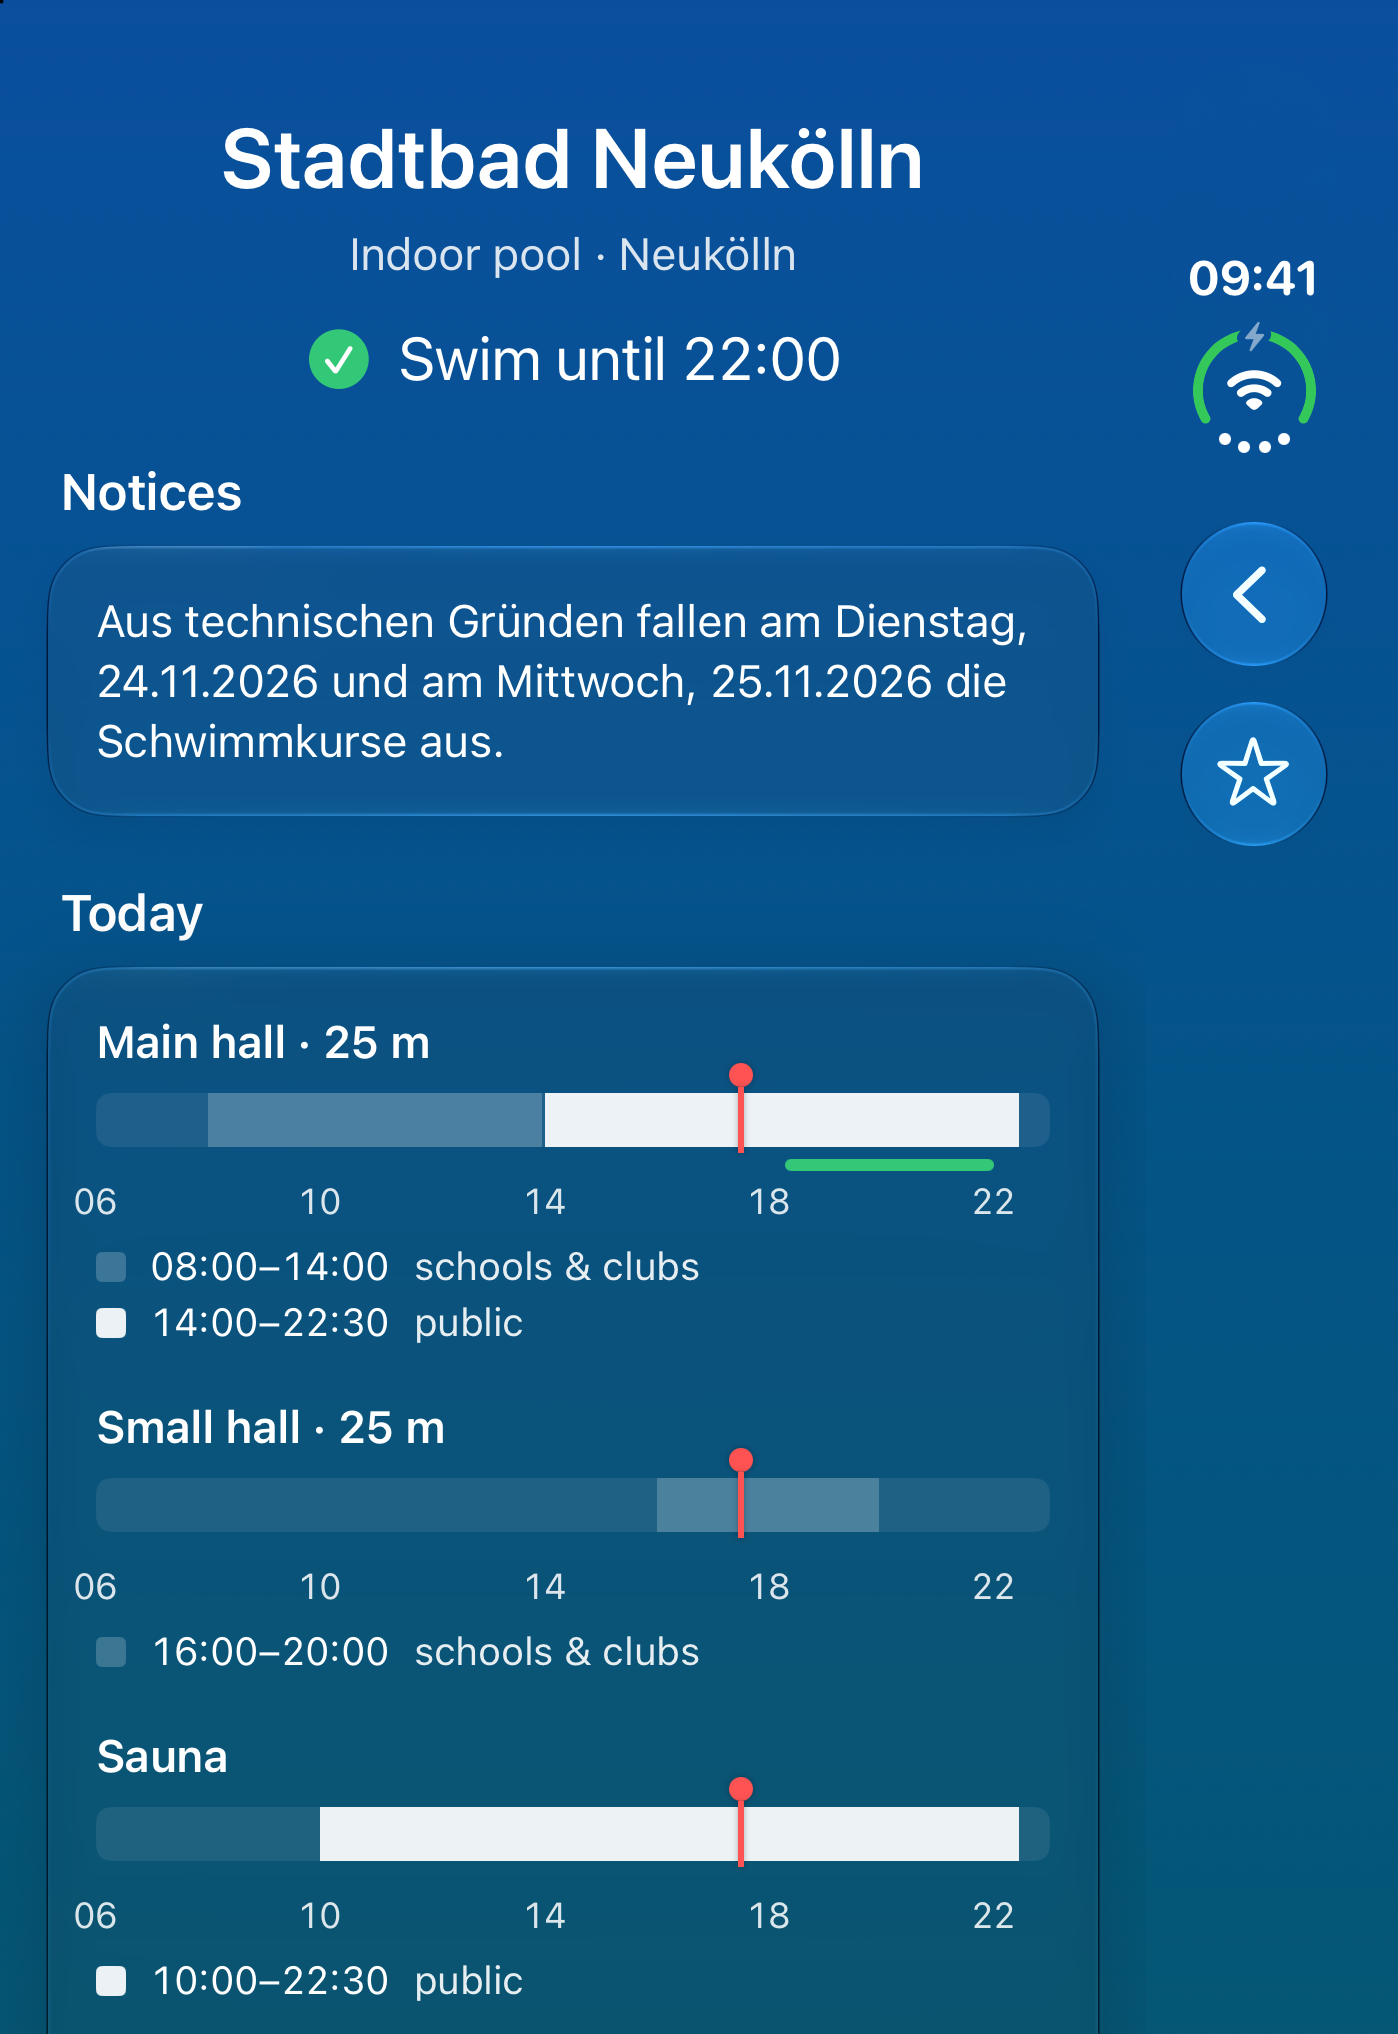 Stadtbad Neukölln
Indoor pool · Neukölln
09:41
Swim until 22:00
Notices
Aus technischen Gründen fallen am Dienstag,
24.11.2026 und am Mittwoch, 25.11.2026 die
Schwimmkurse aus.
Today
Main hall · 25 m
06 10 14 18 22
08:00–14:00 schools & clubs
14:00–22:30 public
Small hall · 25 m
06 10 14 18 22
16:00–20:00 schools & clubs
Sauna
06 10 14 18 22
10:00–22:30 public